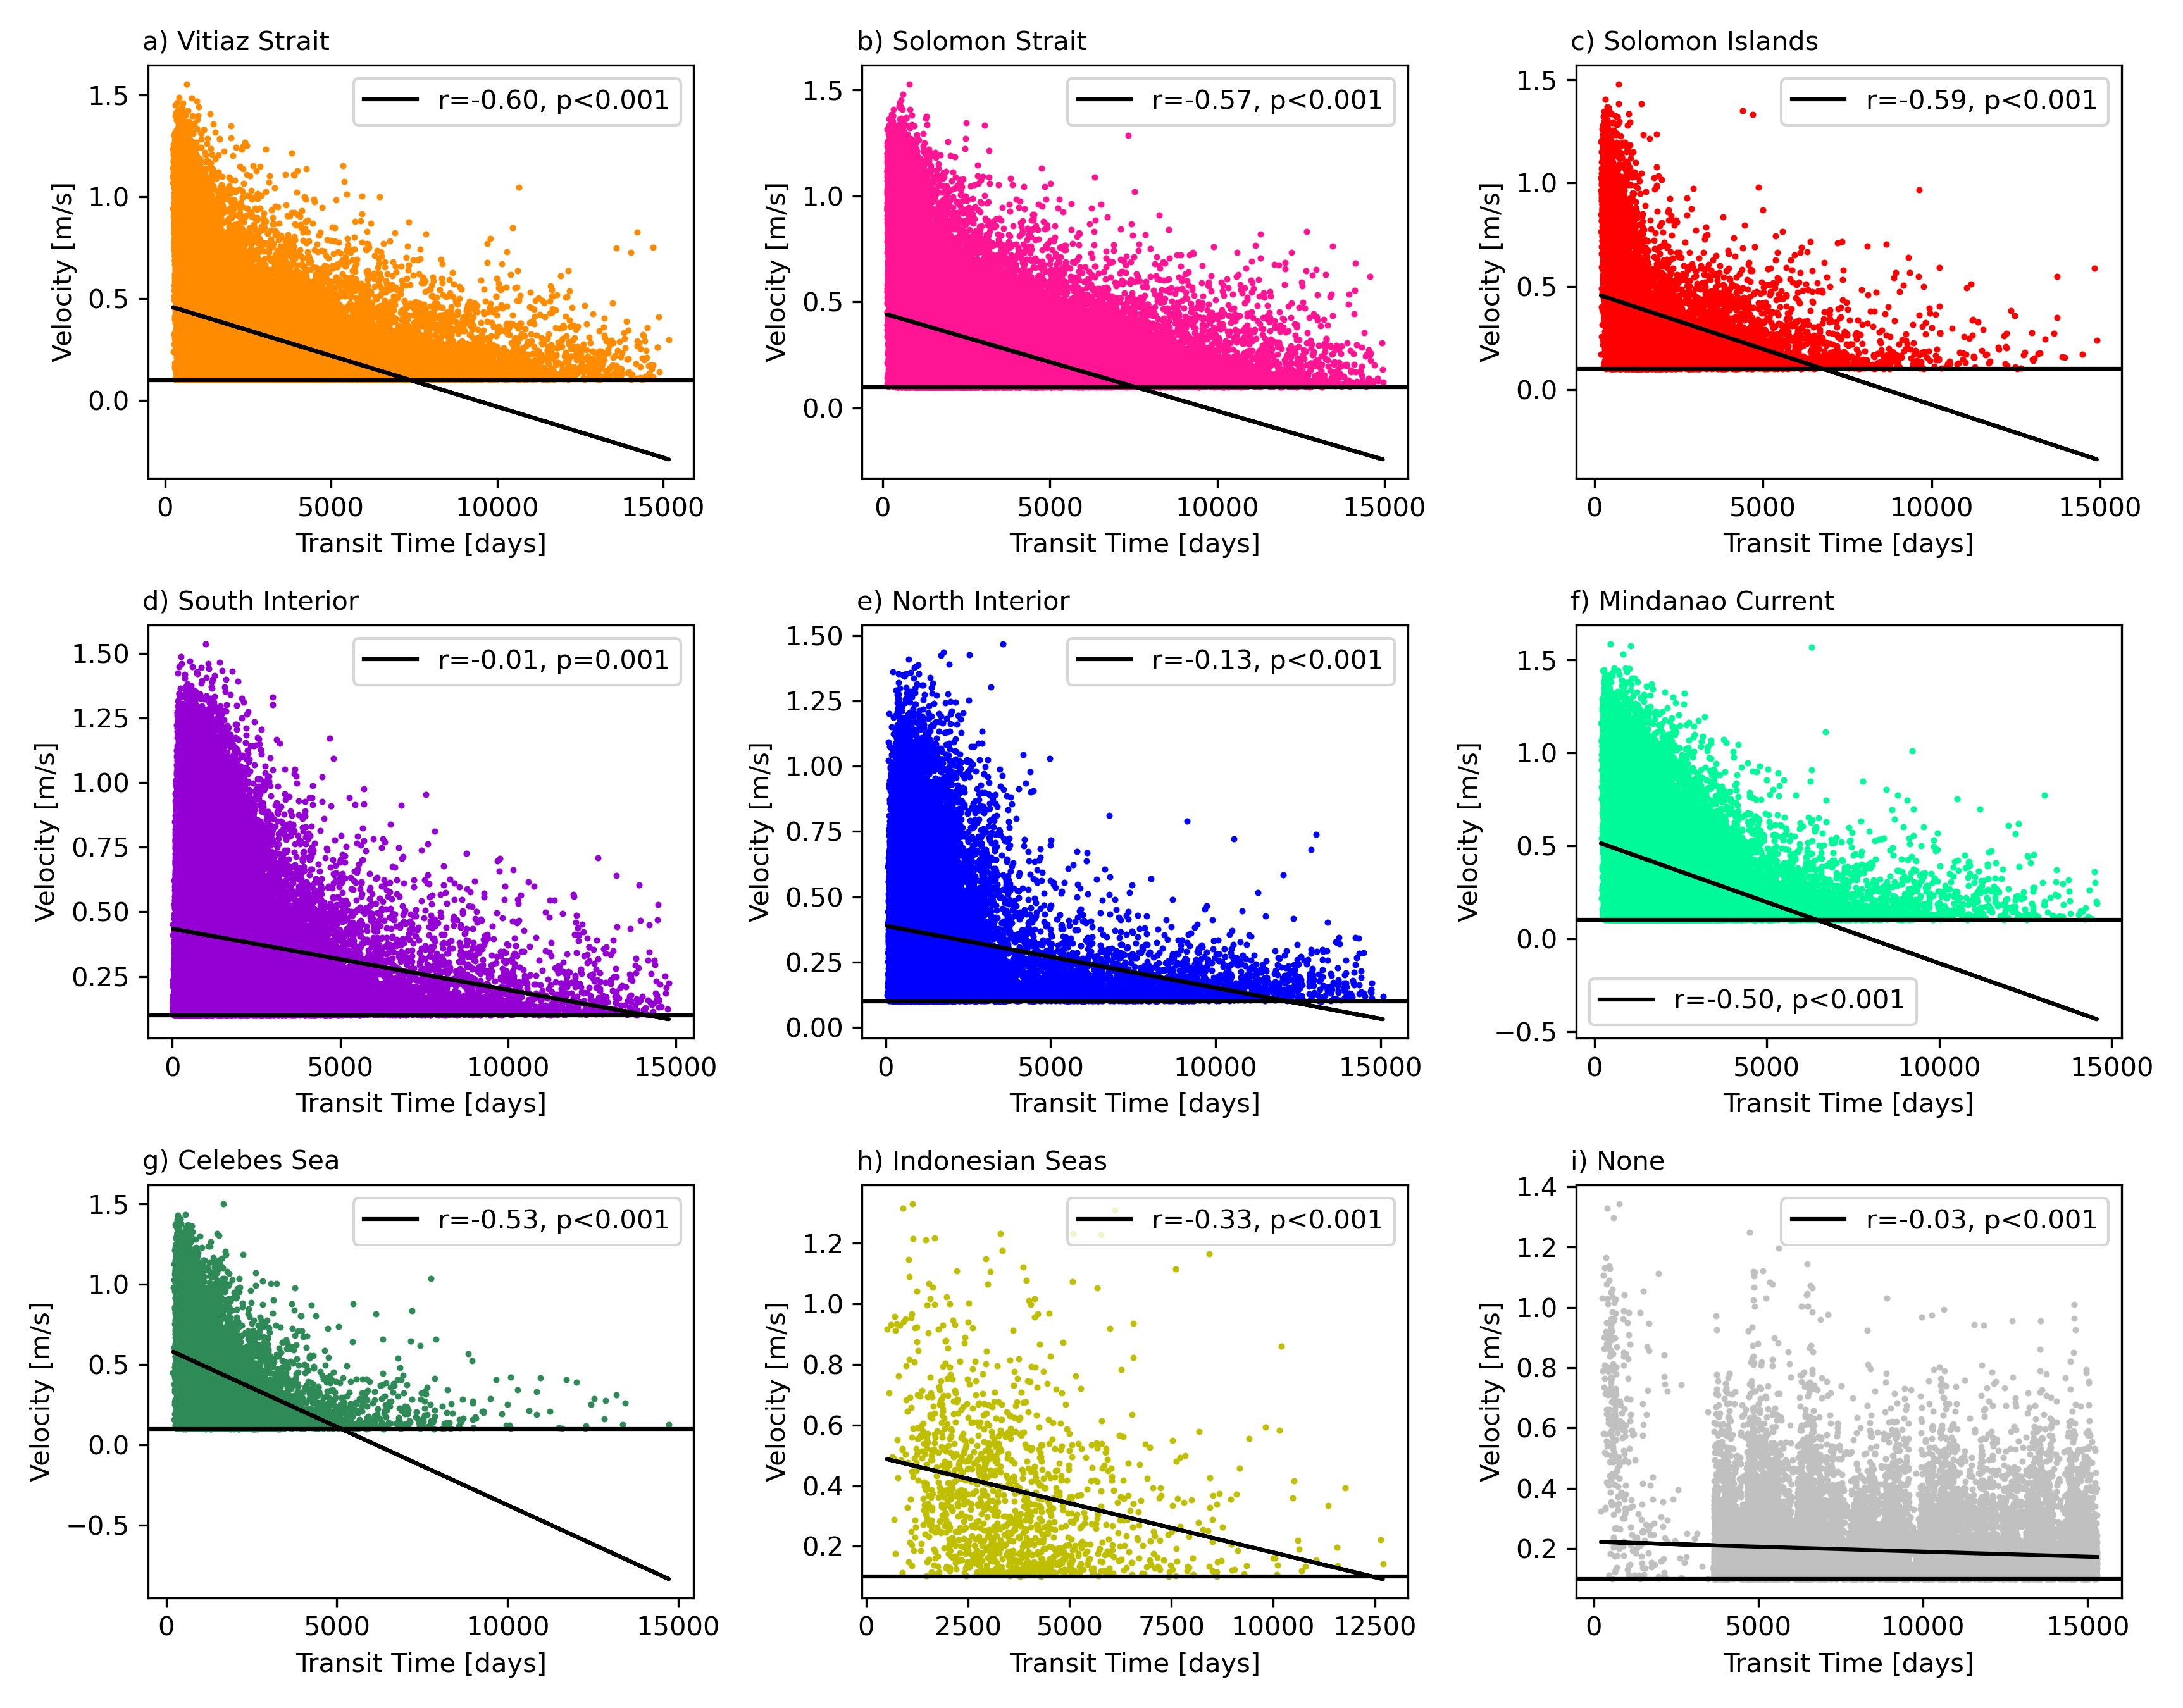 a) Vitiaz Strait
r=-0.60, p<0.001
Velocity [m/s]
1.5
1.0
0.5
0.0
0 5000 10000 15000
Transit Time [days]
b) Solomon Strait
r=-0.57, p<0.001
Velocity [m/s]
1.5
1.0
0.5
0.0
0 5000 10000 15000
Transit Time [days]
c) Solomon Islands
r=-0.59, p<0.001
Velocity [m/s]
1.5
1.0
0.5
0.0
0 5000 10000 15000
Transit Time [days]
d) South Interior
r=-0.01, p=0.001
Velocity [m/s]
1.50
1.25
1.00
0.75
0.50
0.25
0 5000 10000 15000
Transit Time [days]
e) North Interior
r=-0.13, p<0.001
Velocity [m/s]
1.50
1.25
1.00
0.75
0.50
0.25
0.00
0 5000 10000 15000
Transit Time [days]
f) Mindanao Current
r=-0.50, p<0.001
Velocity [m/s]
1.5
1.0
0.5
0.0
−0.5
0 5000 10000 15000
Transit Time [days]
g) Celebes Sea
r=-0.53, p<0.001
Velocity [m/s]
1.5
1.0
0.5
0.0
−0.5
0 5000 10000 15000
Transit Time [days]
h) Indonesian Seas
r=-0.33, p<0.001
Velocity [m/s]
1.2
1.0
0.8
0.6
0.4
0.2
0 2500 5000 7500 10000 12500
Transit Time [days]
i) None
r=-0.03, p<0.001
Velocity [m/s]
1.4
1.2
1.0
0.8
0.6
0.4
0.2
0 5000 10000 15000
Transit Time [days]